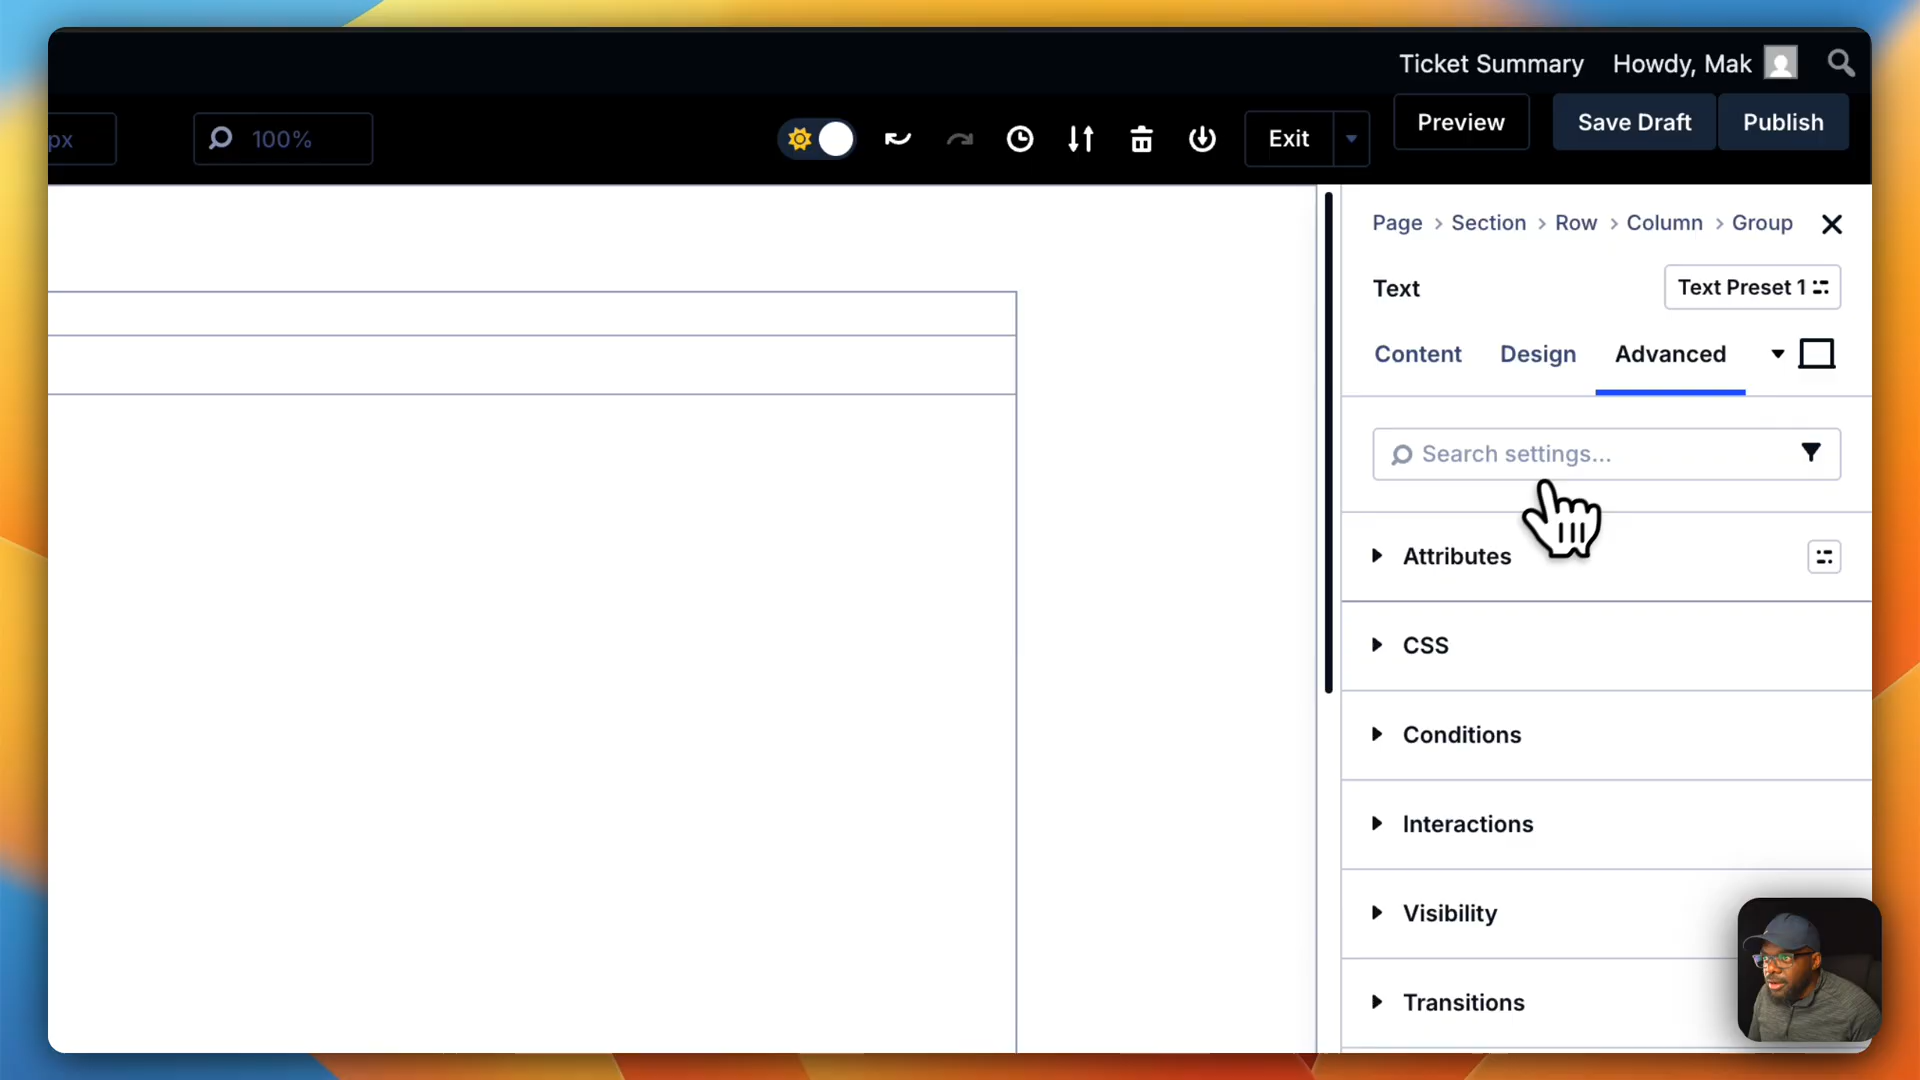 Ticket Summary Howdy, Mak
px 100% Exit Preview Save Draft Publish
Page > Section > Row > Column > Group
Text Text Preset 1
Content Design Advanced
Search settings...
Attributes
CSS
Conditions
Interactions
Visibility
Transitions